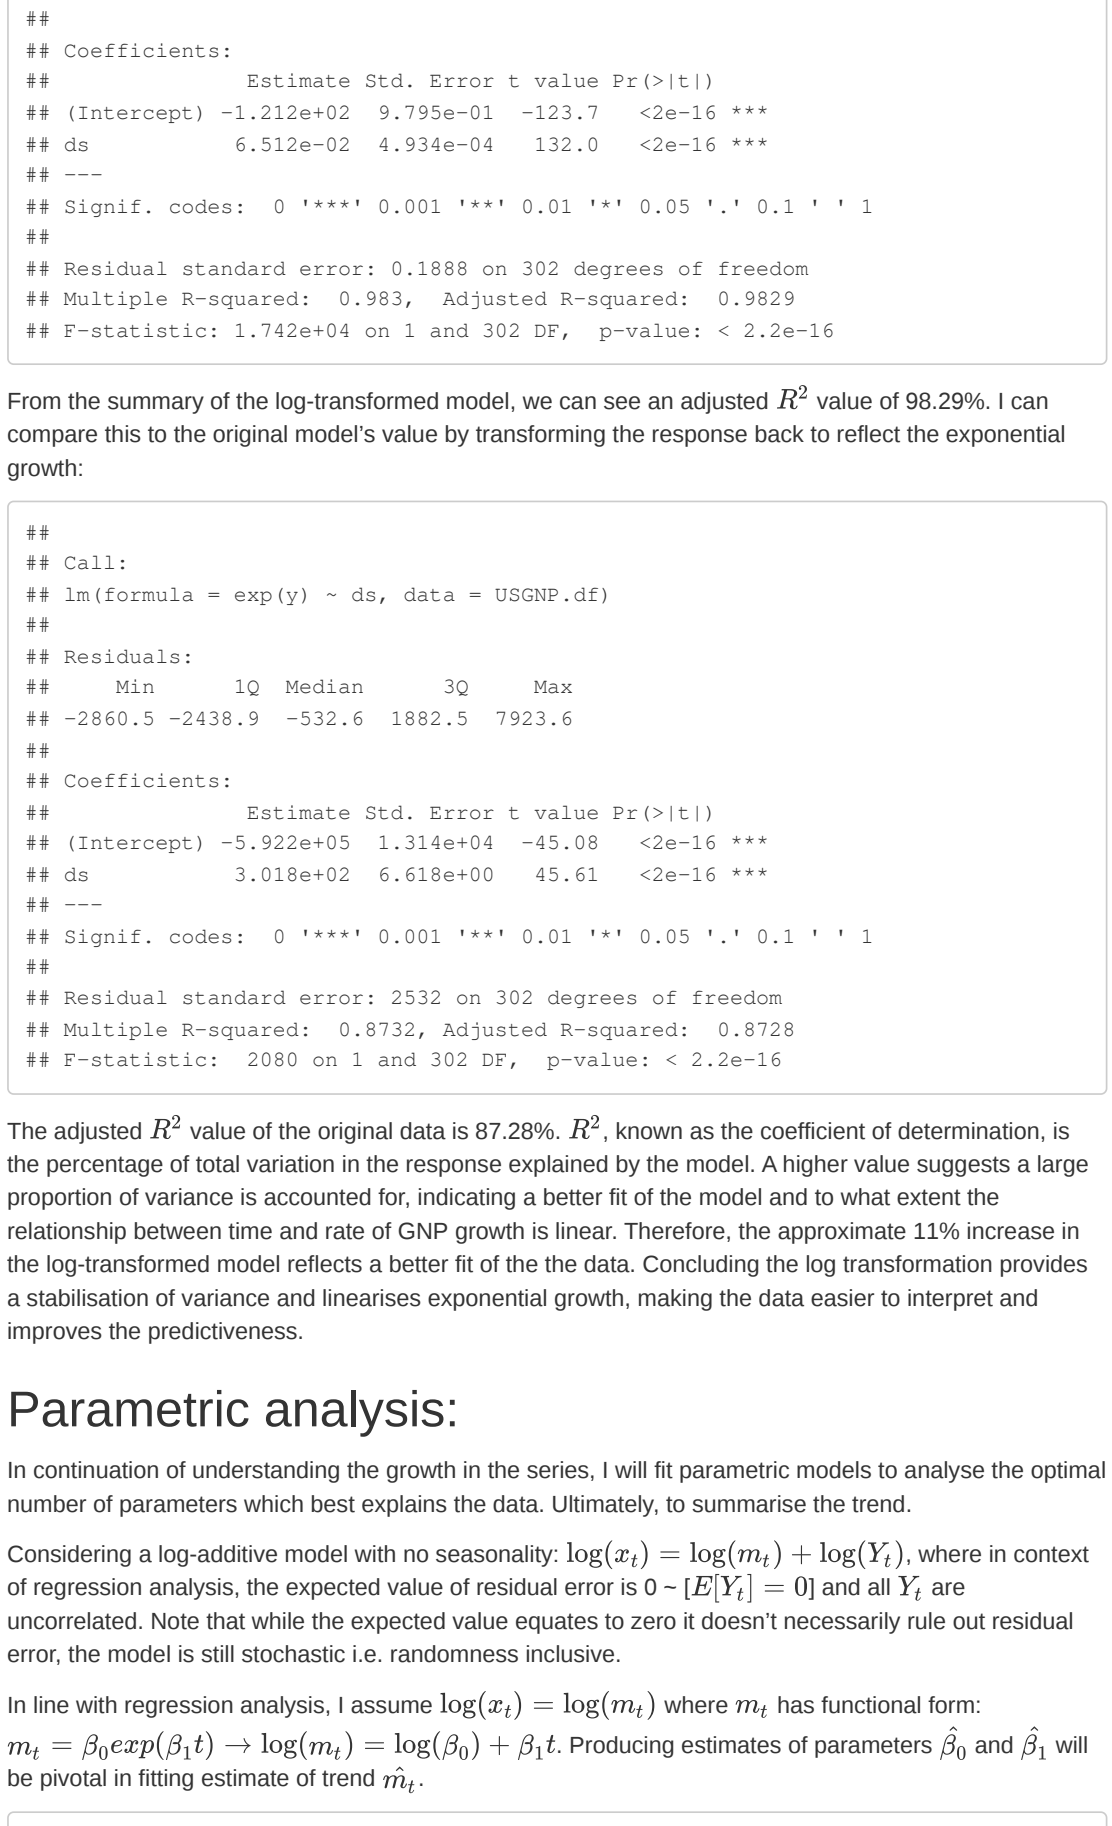 ##
## Coefficients:
##               Estimate Std. Error t value Pr(>|t|)
## (Intercept) -1.212e+02  9.795e-01  -123.7   <2e-16 ***
## ds           6.512e-02  4.934e-04   132.0   <2e-16 ***
## ---
## Signif. codes:  0 '***' 0.001 '**' 0.01 '*' 0.05 '.' 0.1 ' ' 1
##
## Residual standard error: 0.1888 on 302 degrees of freedom
## Multiple R-squared:  0.983,  Adjusted R-squared:  0.9829
## F-statistic: 1.742e+04 on 1 and 302 DF,  p-value: < 2.2e-16
From the summary of the log-transformed model, we can see an adjusted R² value of 98.29%. I can
compare this to the original model's value by transforming the response back to reflect the exponential
growth:
##
## Call:
## lm(formula = exp(y) ~ ds, data = USGNP.df)
##
## Residuals:
##     Min      1Q  Median      3Q     Max
## -2860.5 -2438.9  -532.6  1882.5  7923.6
##
## Coefficients:
##               Estimate Std. Error t value Pr(>|t|)
## (Intercept) -5.922e+05  1.314e+04  -45.08   <2e-16 ***
## ds           3.018e+02  6.618e+00   45.61   <2e-16 ***
## ---
## Signif. codes:  0 '***' 0.001 '**' 0.01 '*' 0.05 '.' 0.1 ' ' 1
##
## Residual standard error: 2532 on 302 degrees of freedom
## Multiple R-squared:  0.8732, Adjusted R-squared:  0.8728
## F-statistic:  2080 on 1 and 302 DF,  p-value: < 2.2e-16
The adjusted R² value of the original data is 87.28%. R², known as the coefficient of determination, is
the percentage of total variation in the response explained by the model. A higher value suggests a large
proportion of variance is accounted for, indicating a better fit of the model and to what extent the
relationship between time and rate of GNP growth is linear. Therefore, the approximate 11% increase in
the log-transformed model reflects a better fit of the the data. Concluding the log transformation provides
a stabilisation of variance and linearises exponential growth, making the data easier to interpret and
improves the predictiveness.
Parametric analysis:
In continuation of understanding the growth in the series, I will fit parametric models to analyse the optimal
number of parameters which best explains the data. Ultimately, to summarise the trend.
Considering a log-additive model with no seasonality: log(xₜ) = log(mₜ) + log(Yₜ), where in context
of regression analysis, the expected value of residual error is 0 ~ [E[Yₜ] = 0] and all Yₜ are
uncorrelated. Note that while the expected value equates to zero it doesn't necessarily rule out residual
error, the model is still stochastic i.e. randomness inclusive.
In line with regression analysis, I assume log(xₜ) = log(mₜ) where mₜ has functional form:
mₜ = β₀exp(β₁t) → log(mₜ) = log(β₀) + β₁t. Producing estimates of parameters β̂₀ and β̂₁ will
be pivotal in fitting estimate of trend m̂ₜ.